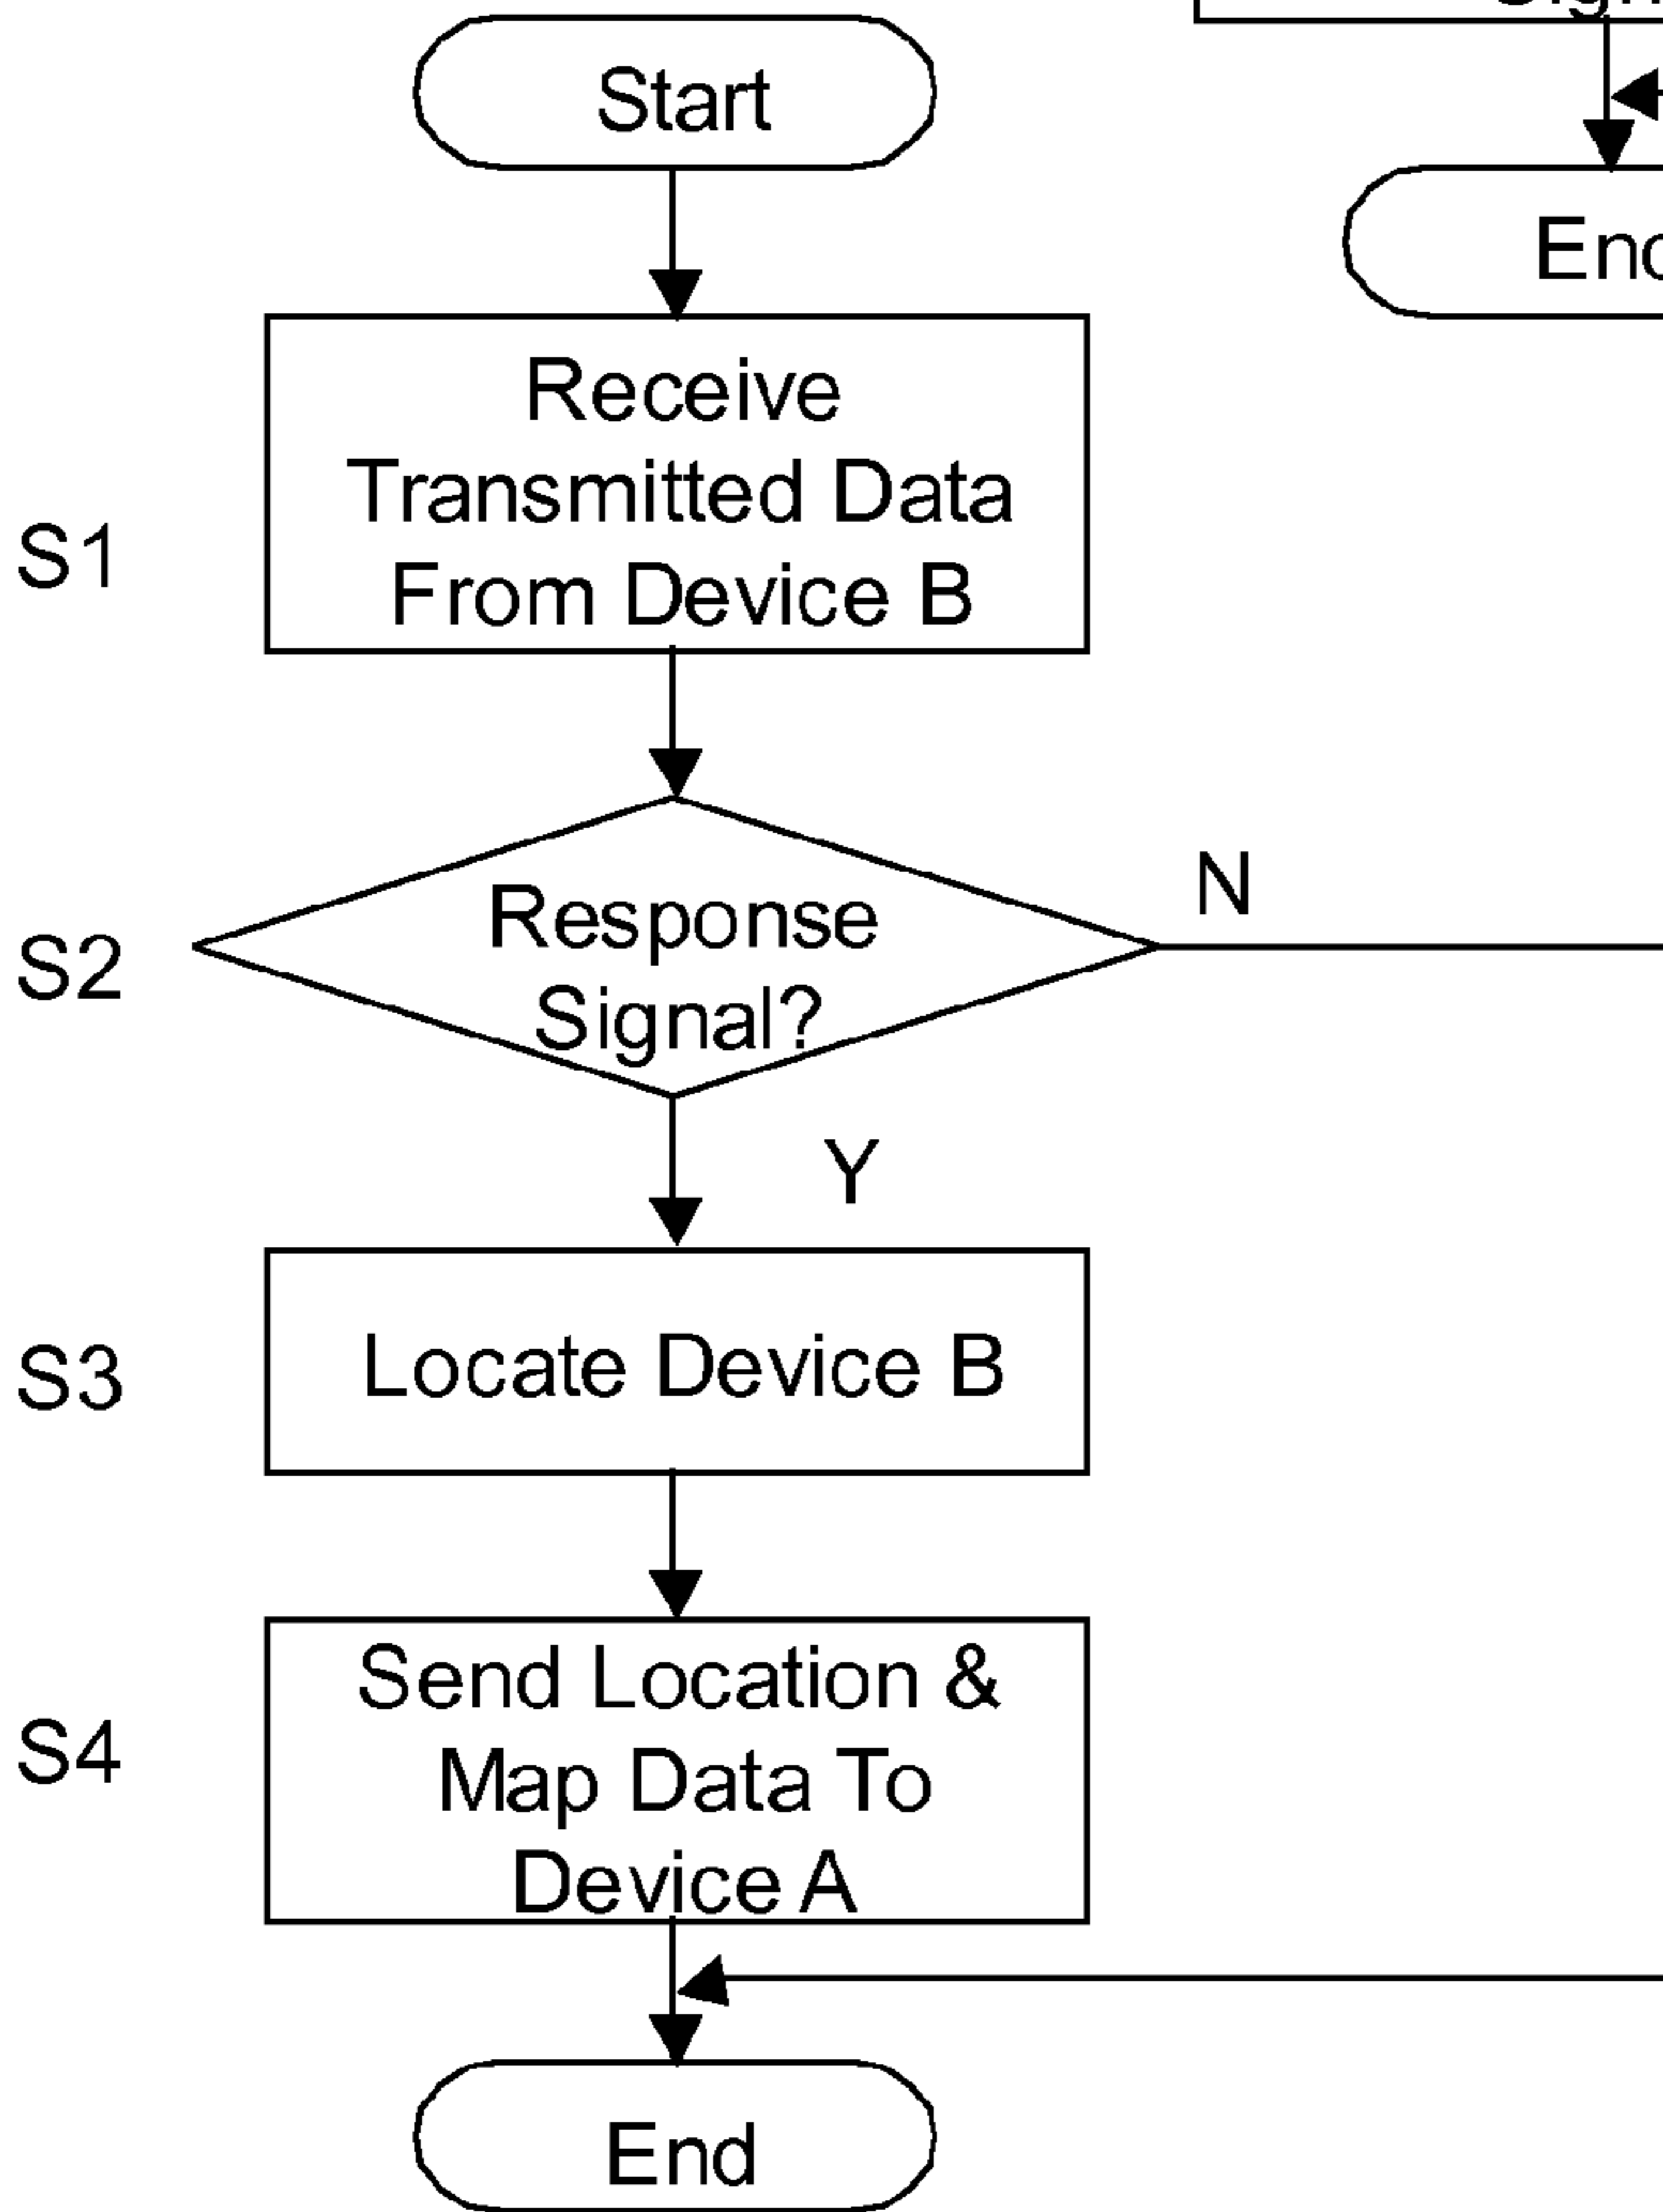 Start
Receive
Transmitted Data
From Device B
S1
Response
Signal?
S2
N
Y
Locate Device B
S3
Send Location &
Map Data To
Device A
S4
End